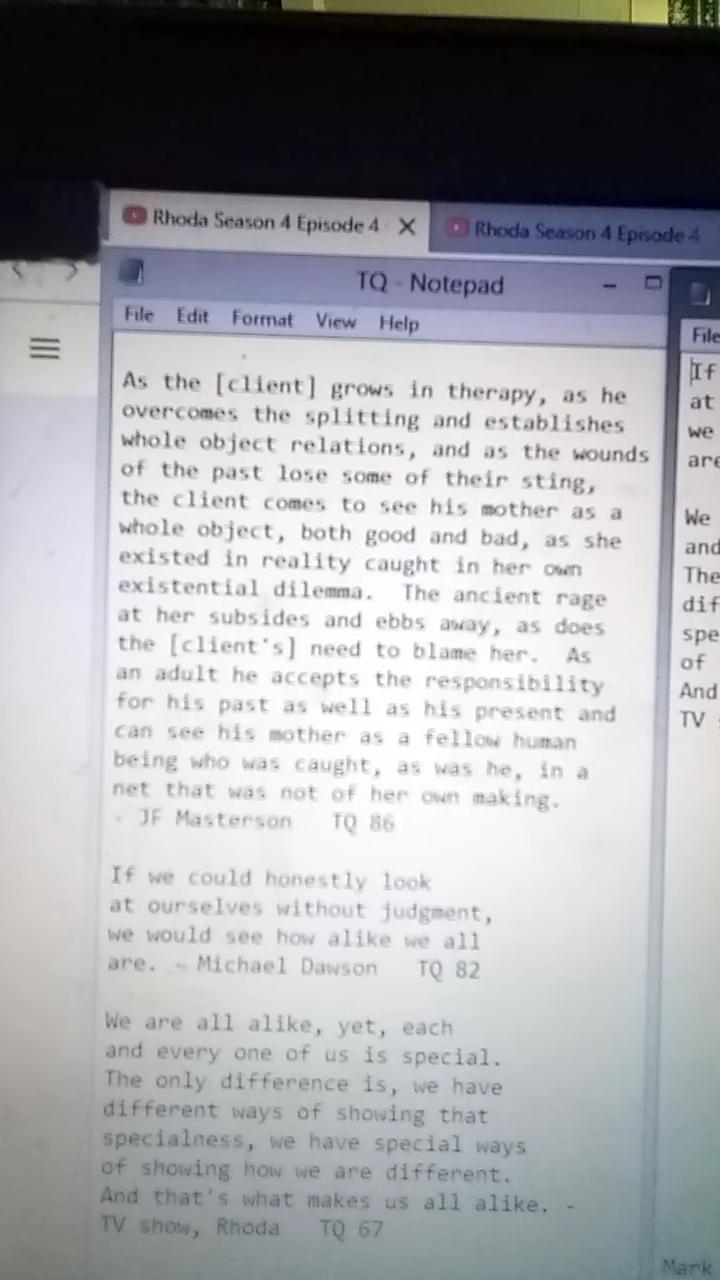 Rhoda Season 4 Episode 4
Rhoda Season 4 Episode 4
TQ - Notepad
File Edit Format View Help
As the [client] grows in therapy, as he
overcomes the splitting and establishes
whole object relations, and as the wounds
of the past lose some of their sting,
the client comes to see his mother as a
whole object, both good and bad, as she
existed in reality caught in her own
existential dilemma.  The ancient rage
at her subsides and ebbs away, as does
the [client's] need to blame her.  As
an adult he accepts the responsibility
for his past as well as his present and
can see his mother as a fellow human
being who was caught, as was he, in a
net that was not of her own making.
- JF Masterson   TQ 86
If we could honestly look
at ourselves without judgment,
we would see how alike we all
are. - Michael Dawson   TQ 82
We are all alike, yet, each
and every one of us is special.
The only difference is, we have
different ways of showing that
specialness, we have special ways
of showing how we are different.
And that's what makes us all alike. -
TV show, Rhoda   TQ 67
File
If
at
we
are
We
and
The
dif
spe
of
And
TV
Mark